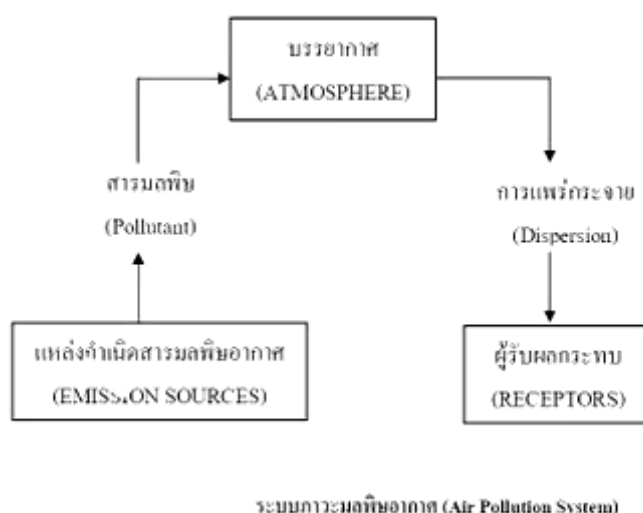 บรรยากาศ
(ATMOSPHERE)
สารมลพิษ
(Pollutant)
การแพร่กระจาย
(Dispersion)
แหล่งกำเนิดสารมลพิษอากาศ
(EMISSION SOURCES)
ผู้รับผลกระทบ
(RECEPTORS)
ระบบภาวะมลพิษอากาศ (Air Pollution System)